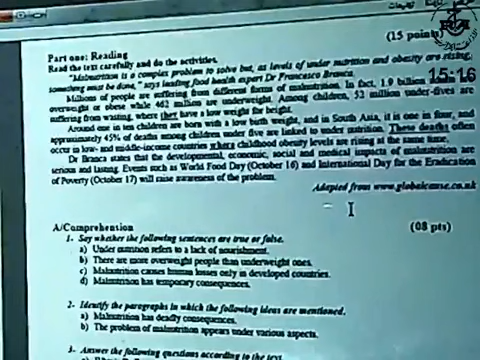 (15 points)
Part one: Reading
Read the text carefully and do the activities.
15:16
"Malnutrition is a complex problem to solve but, as levels of under nutrition and obesity are rising,
something must be done," says leading food health expert Dr Francesco Branca.
Millions of people are suffering from different forms of malnutrition. In fact, 1.9 billion
overweight or obese while 462 million are underweight. Among children, 52 million under-fives are
suffering from wasting, where they have a low weight for height.
Around one in ten children are born with a low birth weight, and in South Asia, it is one in four, and
approximately 45% of deaths among children under five are linked to under nutrition. These deaths often
occur in low- and middle-income countries where childhood obesity levels are rising at the same
Dr Branca states that the developmental, economic, social and medical impacts of malnutrition are
serious and lasting. Events such as World Food Day (October 16) and International Day for the Eradication
of Poverty (October 17) will raise awareness of the problem.
Adapted from www.globalcause.co.uk
A/Comprehension
(08 pts)
1- Say whether the following sentences are true or false.
a) Under nutrition refers to a lack of nourishment.
b) There are more overweight people than underweight ones.
c) Malnutrition causes human losses only in developed countries.
d) Malnutrition has temporary consequences.
2- Identify the paragraphs in which the following ideas are mentioned.
a) Malnutrition has deadly consequences.
b) The problem of malnutrition appears under various aspects.
3- Answer the following questions according to the text.